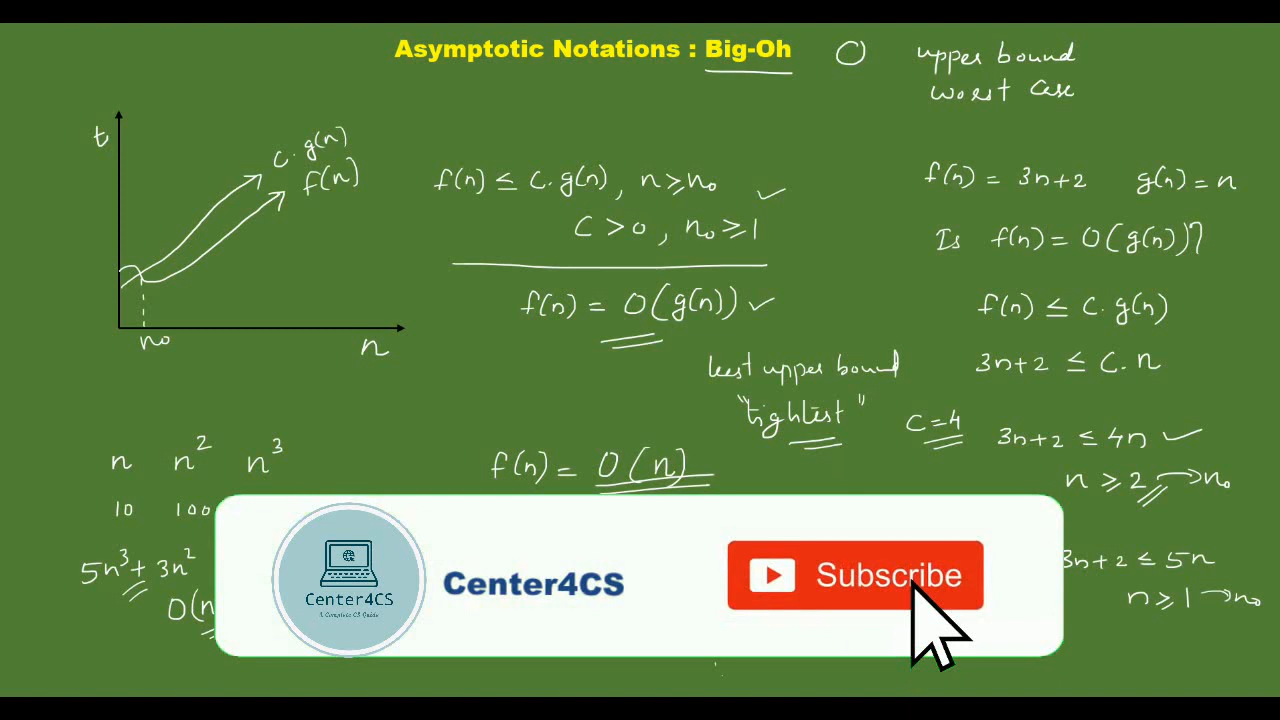 Asymptotic Notations : Big-Oh O upper bound
worst case
t
c.g(n)
f(n)
n₀
n
f(n) ≤ c.g(n), n ≥ n₀ ✓
c > 0, n₀ ≥ 1
f(n) = O(g(n)) ✓
least upper bound
"tightest"
f(n) = O(n)
f(n) = 3n+2 g(n) = n
Is f(n) = O(g(n))?
f(n) ≤ c.g(n)
3n+2 ≤ c.n
c=4 3n+2 ≤ 4n ✓
n ≥ 2 → n₀
3n+2 ≤ 5n
n ≥ 1 → n₀
n n² n³
10 100
5n³ + 3n²
O(n
Center4CS
Center4CS
Subscribe